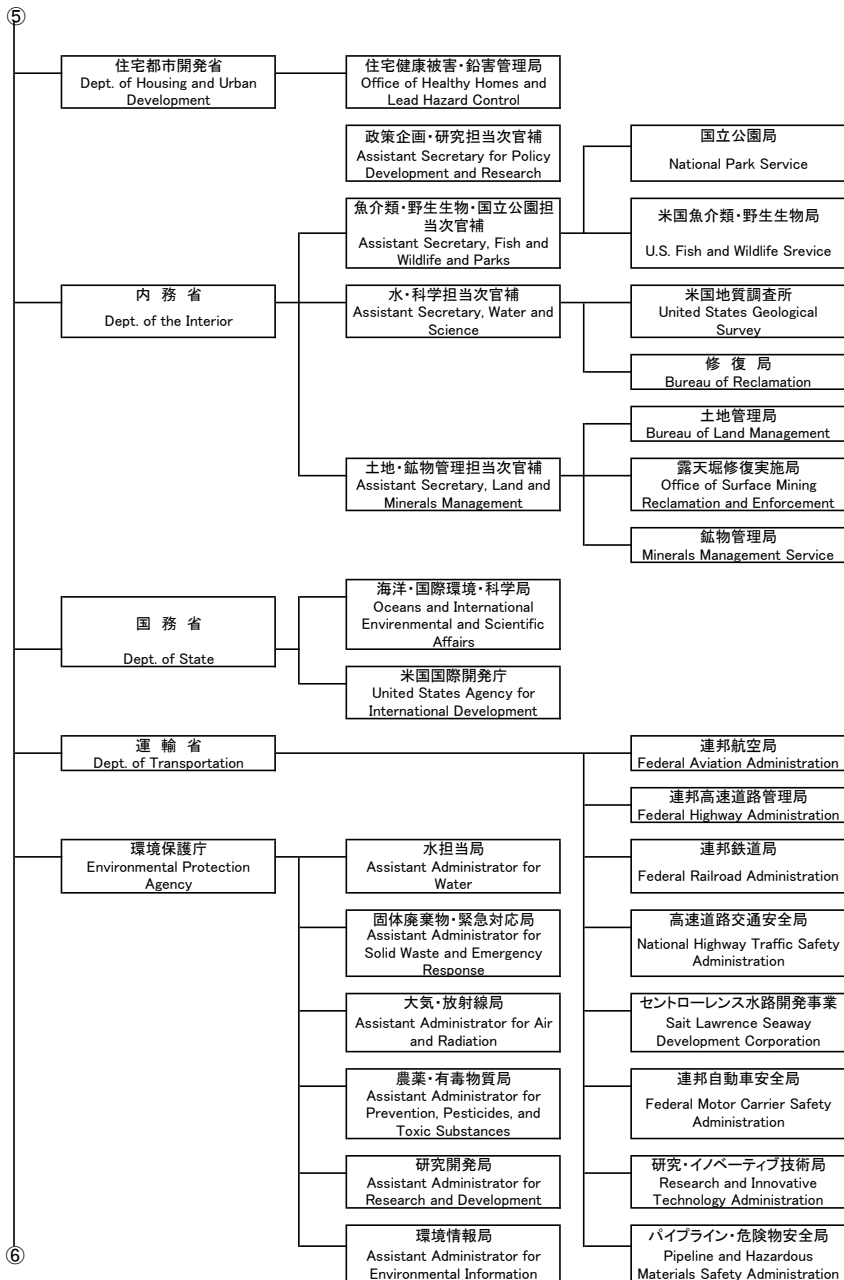 ⑤
住宅都市開発省
Dept. of Housing and Urban
Development
住宅健康被害・鉛害管理局
Office of Healthy Homes and
Lead Hazard Control
政策企画・研究担当次官補
Assistant Secretary for Policy
Development and Research
国立公園局
National Park Service
魚介類・野生生物・国立公園担
当次官補
Assistant Secretary, Fish and
Wildlife and Parks
米国魚介類・野生生物局
U.S. Fish and Wildlife Srevice
内 務 省
Dept. of the Interior
水・科学担当次官補
Assistant Secretary, Water and
Science
米国地質調査所
United States Geological
Survey
修 復 局
Bureau of Reclamation
土地管理局
Bureau of Land Management
土地・鉱物管理担当次官補
Assistant Secretary, Land and
Minerals Management
露天堀修復実施局
Office of Surface Mining
Reclamation and Enforcement
鉱物管理局
Minerals Management Service
国 務 省
Dept. of State
海洋・国際環境・科学局
Oceans and International
Envirenmental and Scientific
Affairs
米国国際開発庁
United States Agency for
International Development
運 輸 省
Dept. of Transportation
連邦航空局
Federal Aviation Administration
連邦高速道路管理局
Federal Highway Administration
環境保護庁
Environmental Protection
Agency
水担当局
Assistant Administrator for
Water
連邦鉄道局
Federal Railroad Administration
固体廃棄物・緊急対応局
Assistant Administrator for
Solid Waste and Emergency
Response
高速道路交通安全局
National Highway Traffic Safety
Administration
大気・放射線局
Assistant Administrator for Air
and Radiation
セントローレンス水路開発事業
Sait Lawrence Seaway
Development Corporation
農薬・有毒物質局
Assistant Administrator for
Prevention, Pesticides, and
Toxic Substances
連邦自動車安全局
Federal Motor Carrier Safety
Administration
研究開発局
Assistant Administrator for
Research and Development
研究・イノベーティブ技術局
Research and Innovative
Technology Administration
環境情報局
Assistant Administrator for
Environmental Information
パイプライン・危険物安全局
Pipeline and Hazardous
Materials Safety Administration
⑥